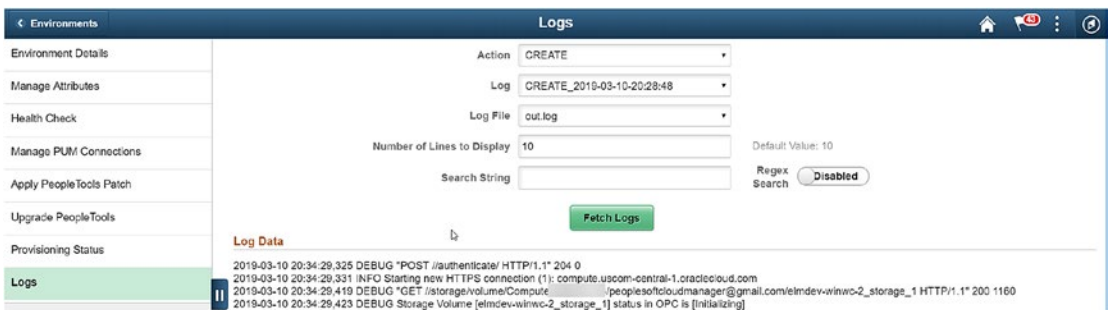 Environments
Logs
43
Environment Details
Manage Attributes
Health Check
Manage PUM Connections
Apply PeopleTools Patch
Upgrade PeopleTools
Provisioning Status
Logs
Action CREATE
Log CREATE_2019-03-10-20:28:48
Log File out.log
Number of Lines to Display 10 Default Value: 10
Search String Regex Search Disabled
Fetch Logs
Log Data
2019-03-10 20:34:29,325 DEBUG "POST //authenticate/ HTTP/1.1" 204 0
2019-03-10 20:34:29,331 INFO Starting new HTTPS connection (1): compute.uscom-central-1.oraclecloud.com
2019-03-10 20:34:29,419 DEBUG "GET //storage/volume/Compute /peoplesoftcloudmanager@gmail.com/elmdev-winwc-2_storage_1 HTTP/1.1" 200 1160
2019-03-10 20:34:29,423 DEBUG Storage Volume [elmdev-winwc-2_storage_1] status in OPC is [Initializing]